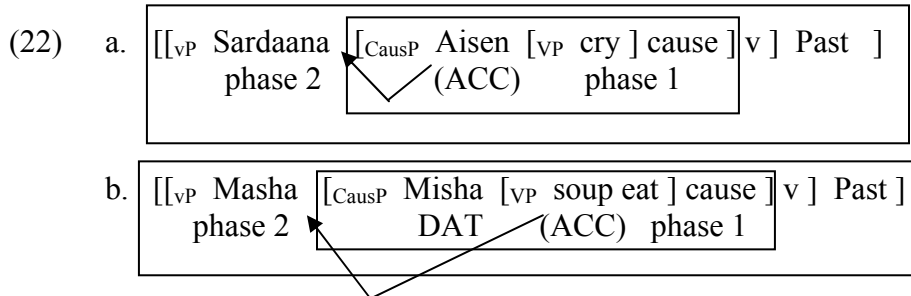 (22) a. [[vP Sardaana [CausP Aisen [VP cry ] cause ] v ] Past ]
phase 2 (ACC) phase 1
b. [[vP Masha [CausP Misha [VP soup eat ] cause ] v ] Past ]
phase 2 DAT (ACC) phase 1